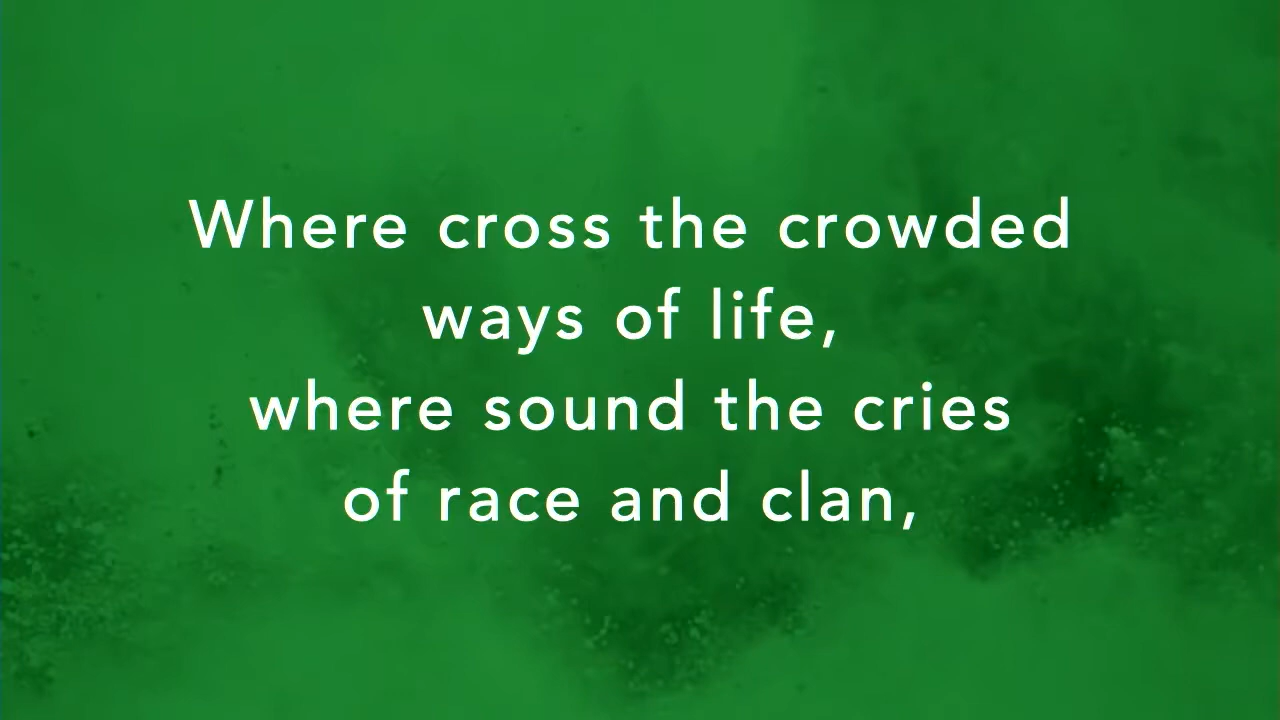 Where cross the crowded
ways of life,
where sound the cries
of race and clan,